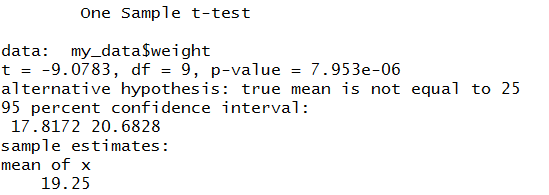 One Sample t-test
data: my_data$weight
t = -9.0783, df = 9, p-value = 7.953e-06
alternative hypothesis: true mean is not equal to 25
95 percent confidence interval:
17.8172 20.6828
sample estimates:
mean of x
19.25